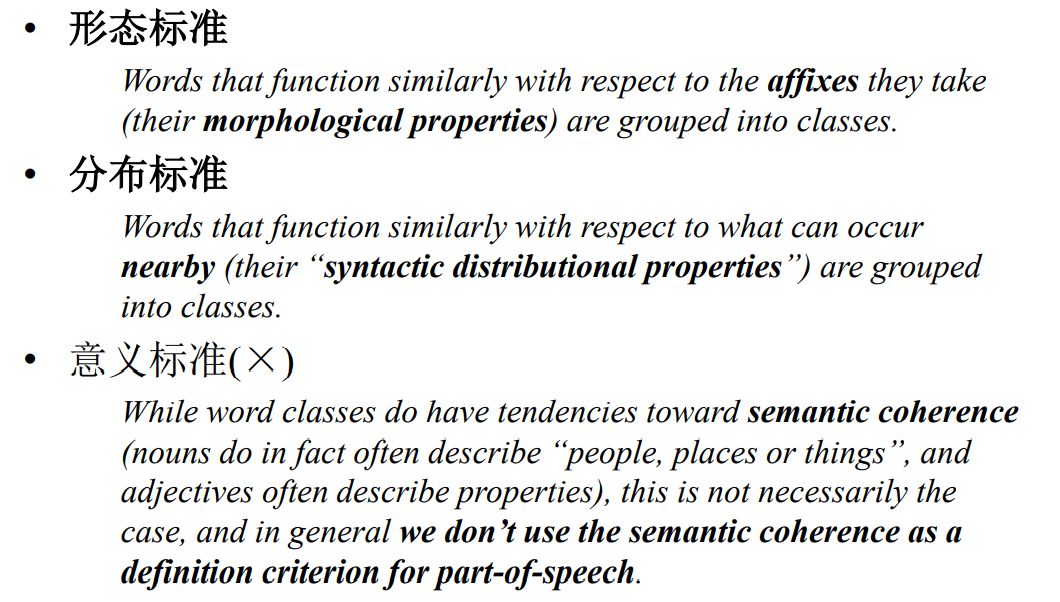 • 形态标准
Words that function similarly with respect to the affixes they take
(their morphological properties) are grouped into classes.
• 分布标准
Words that function similarly with respect to what can occur
nearby (their “syntactic distributional properties”) are grouped
into classes.
• 意义标准(×)
While word classes do have tendencies toward semantic coherence
(nouns do in fact often describe “people, places or things”, and
adjectives often describe properties), this is not necessarily the
case, and in general we don’t use the semantic coherence as a
definition criterion for part-of-speech.